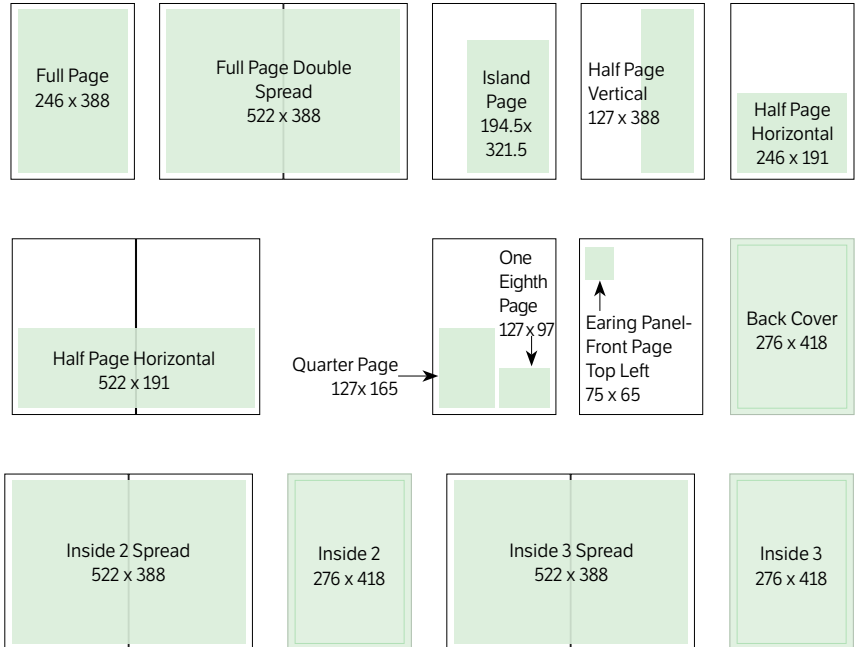 Full Page
246 x 388
Full Page Double
Spread
522 x 388
Island
Page
194.5x
321.5
Half Page
Vertical
127 x 388
Half Page
Horizontal
246 x 191
Half Page Horizontal
522 x 191
Quarter Page
127x 165
One
Eighth
Page
127 x 97
Earing Panel-
Front Page
Top Left
75 x 65
Back Cover
276 x 418
Inside 2 Spread
522 x 388
Inside 2
276 x 418
Inside 3 Spread
522 x 388
Inside 3
276 x 418